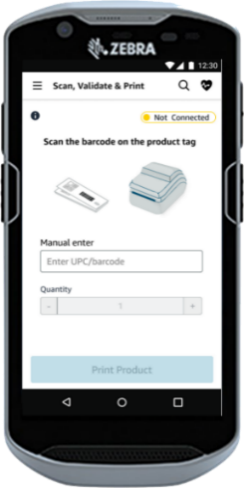 ZEBRA
12:30
Scan, Validate & Print
Not Connected
Scan the barcode on the product tag
Manual enter
Enter UPC/barcode
Quantity
- 1 +
Print Product